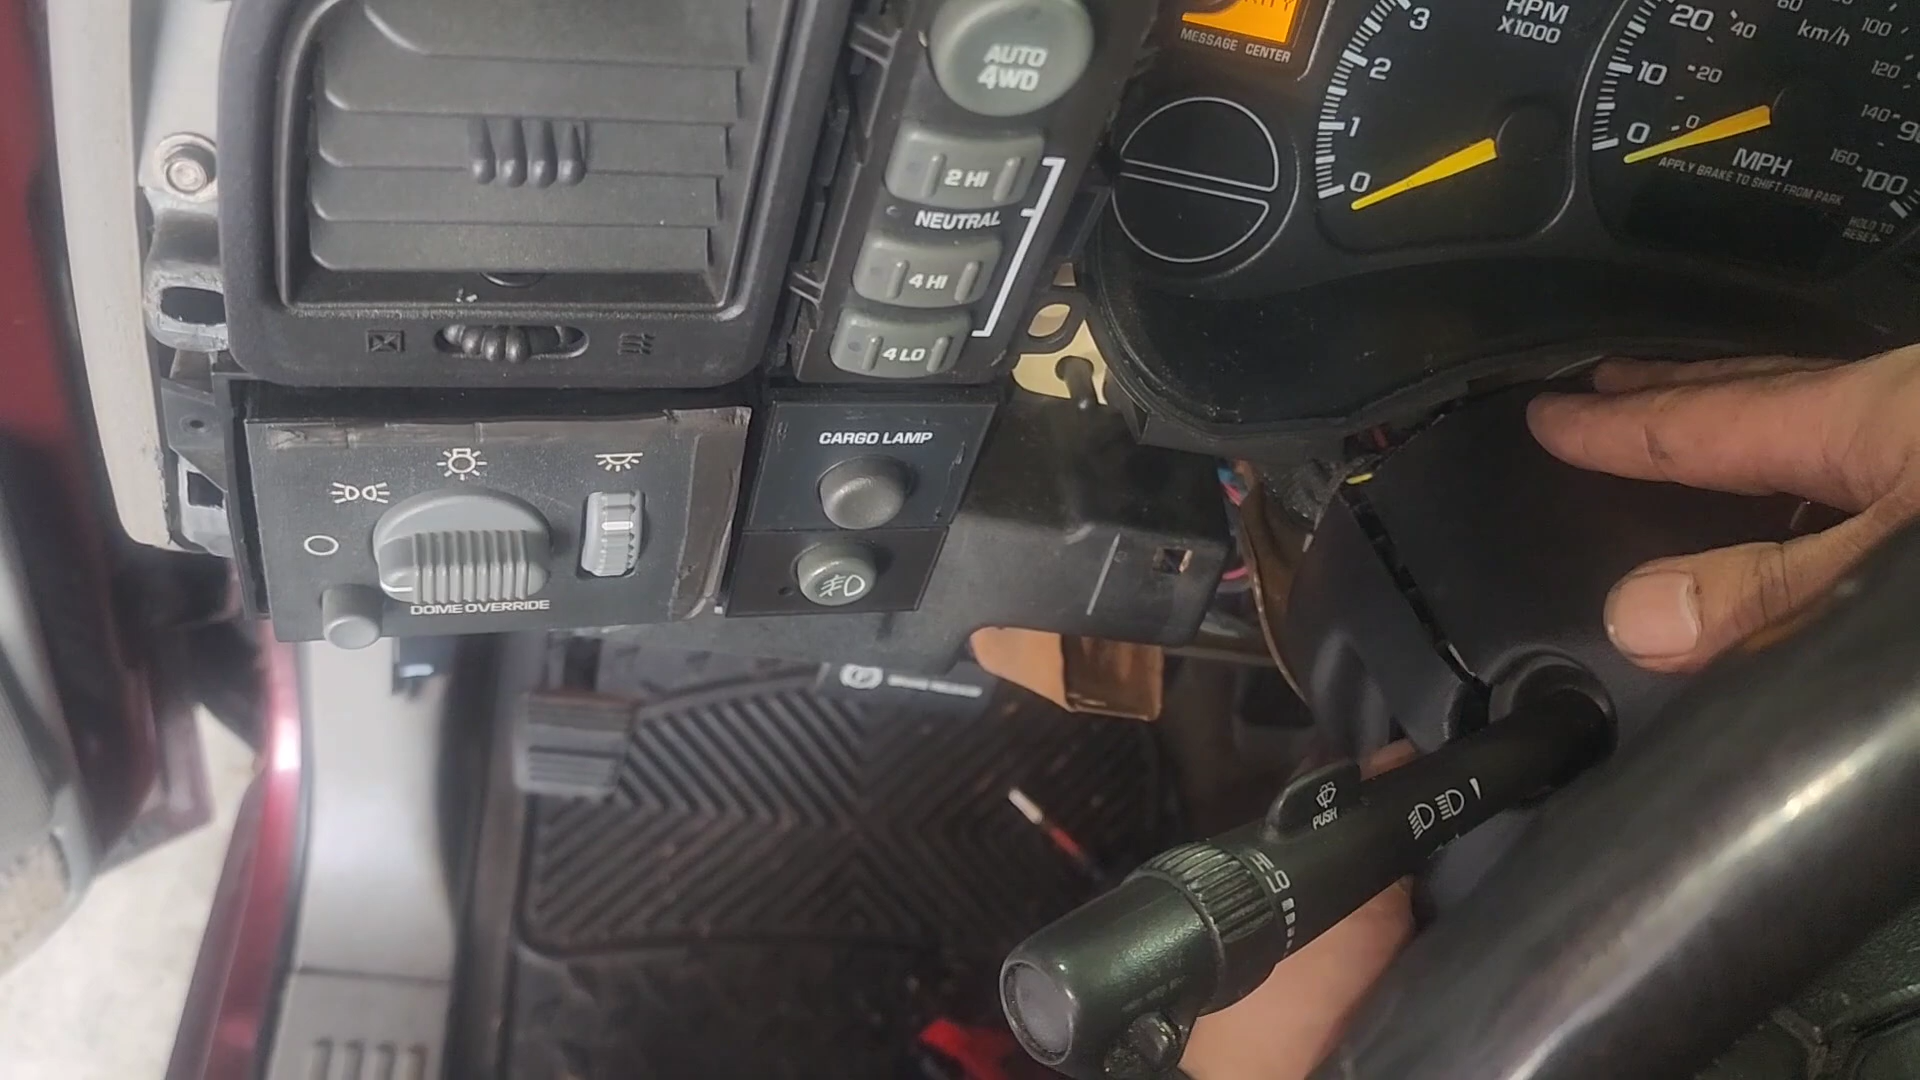 AUTO
4WD
2 HI
NEUTRAL
4 HI
4 LO
CARGO LAMP
DOME OVERRIDE
MESSAGE CENTER
3
2
1
0
RPM
X1000
20
10
0
40
20
0
60
km/h
100
120
140
160
100
MPH
APPLY BRAKE TO SHIFT FROM PARK
HOLD TO
RESET
PUSH
HI
LO